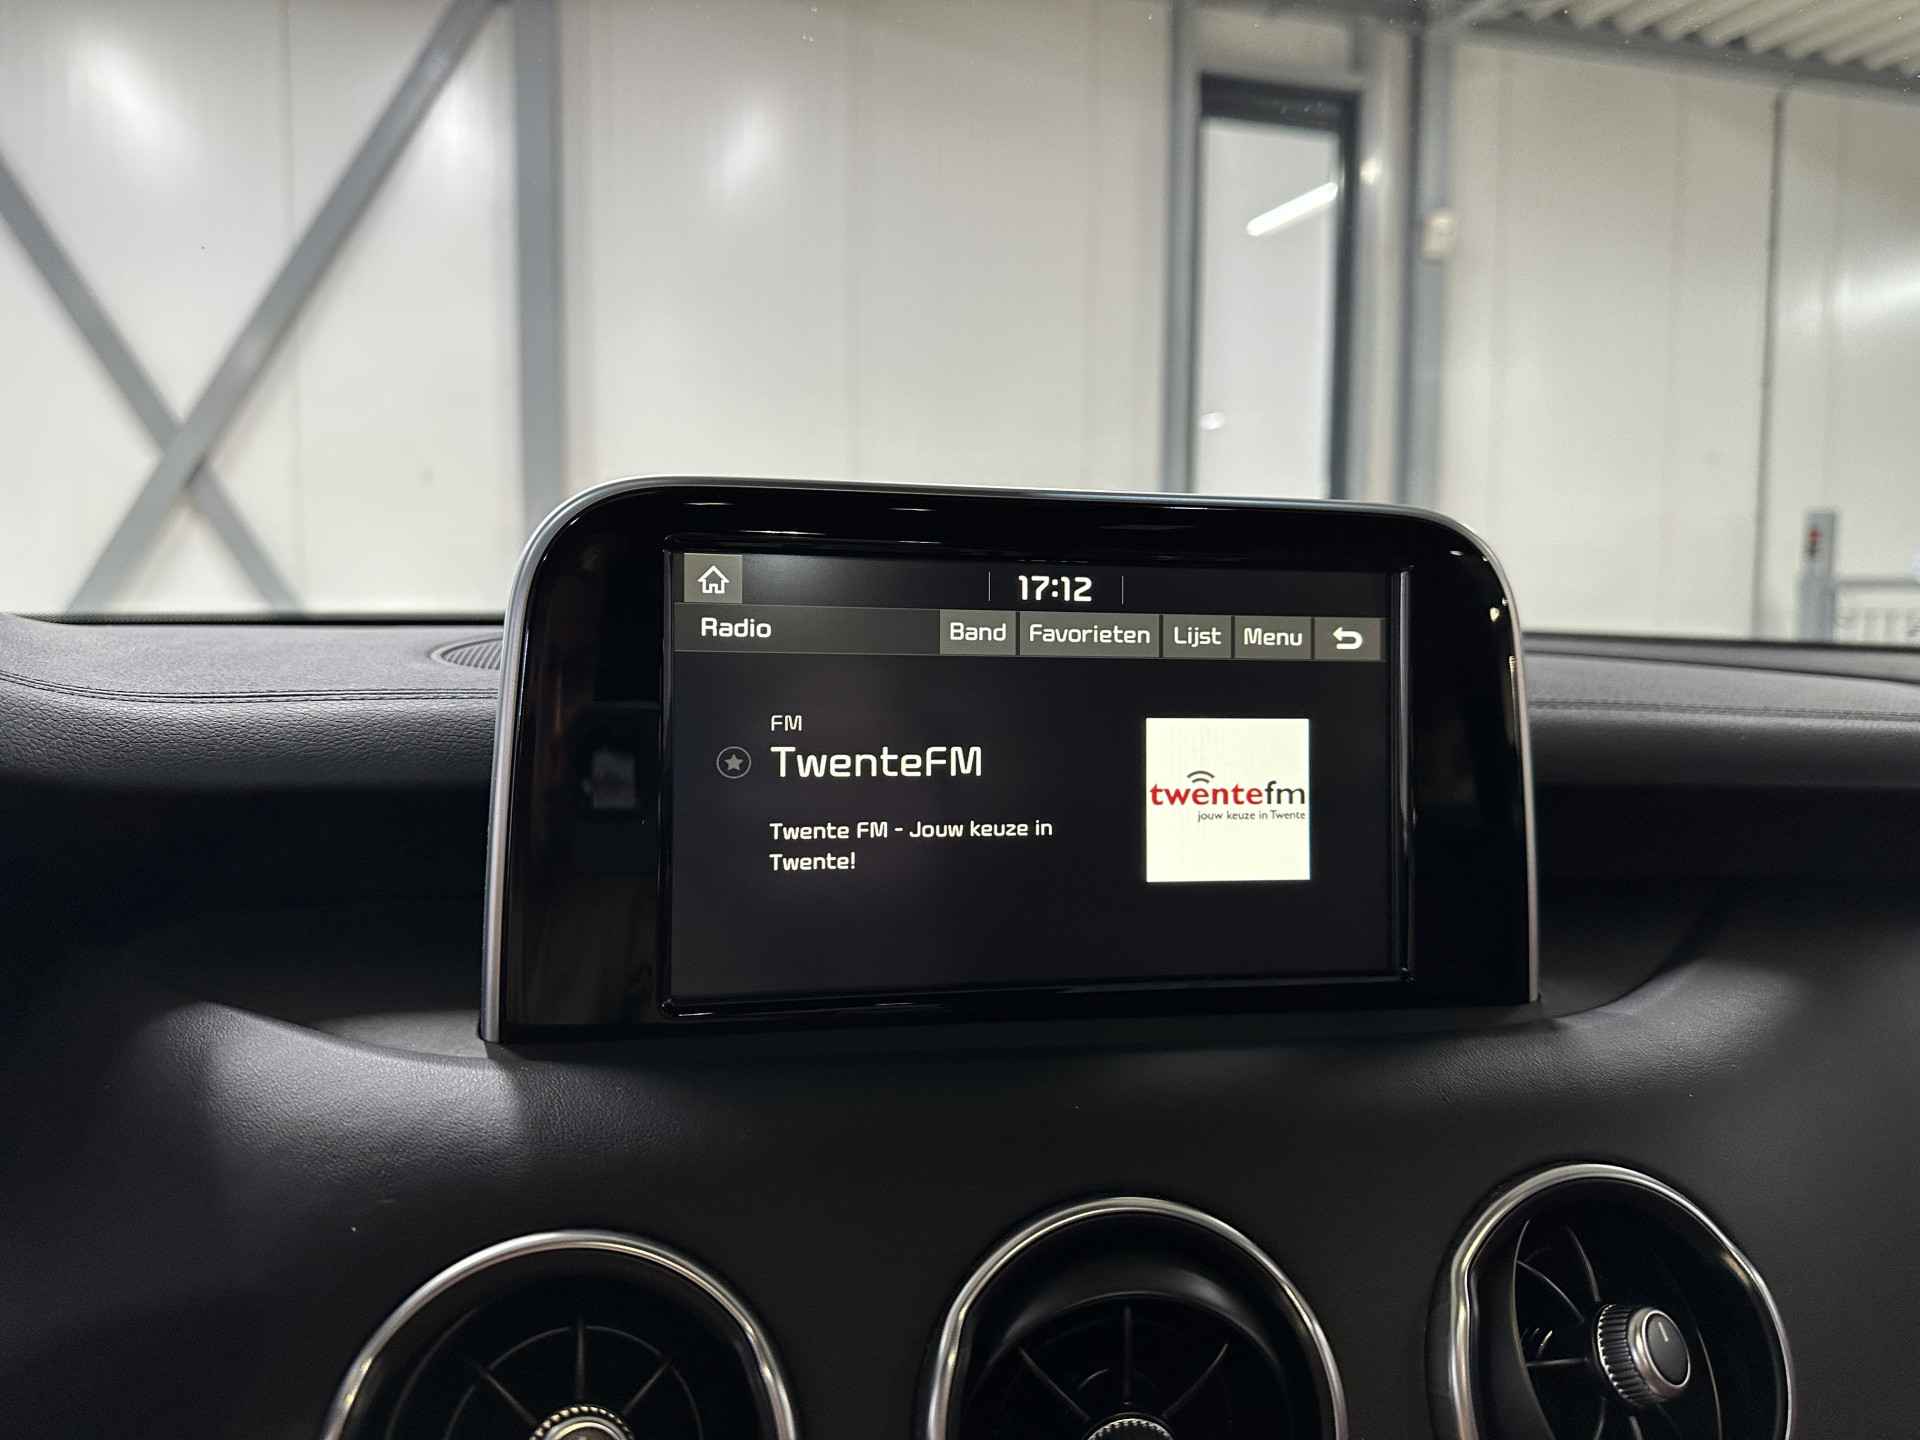 17:12
Radio
Band
Favorieten
Lijst
Menu
FM
TwenteFM
Twente FM - Jouw keuze in
Twente!
twentefm
jouw keuze in Twente